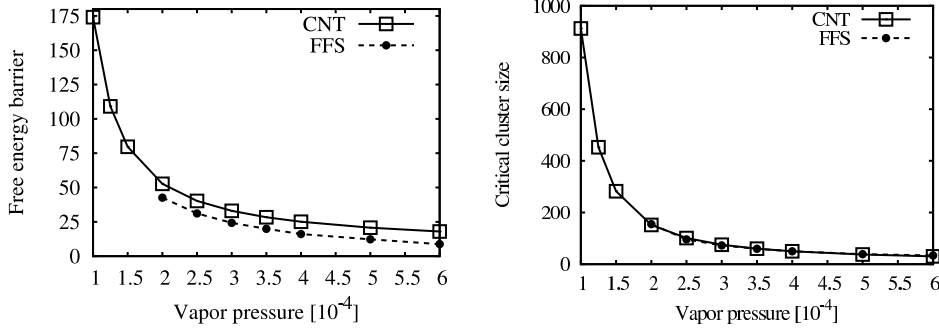 CNT
FFS
175
150
125
100
75
50
25
0
Free energy barrier
1 1.5 2 2.5 3 3.5 4 4.5 5 5.5 6
Vapor pressure [10^-4]
CNT
FFS
1000
800
600
400
200
0
Critical cluster size
1 1.5 2 2.5 3 3.5 4 4.5 5 5.5 6
Vapor pressure [10^-4]